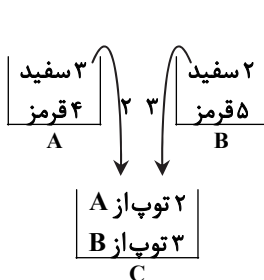 ۳ سفید
۴ قرمز
A
۲ ۳
۲ سفید
۵ قرمز
B
۲ توپ از A
۳ توپ از B
C